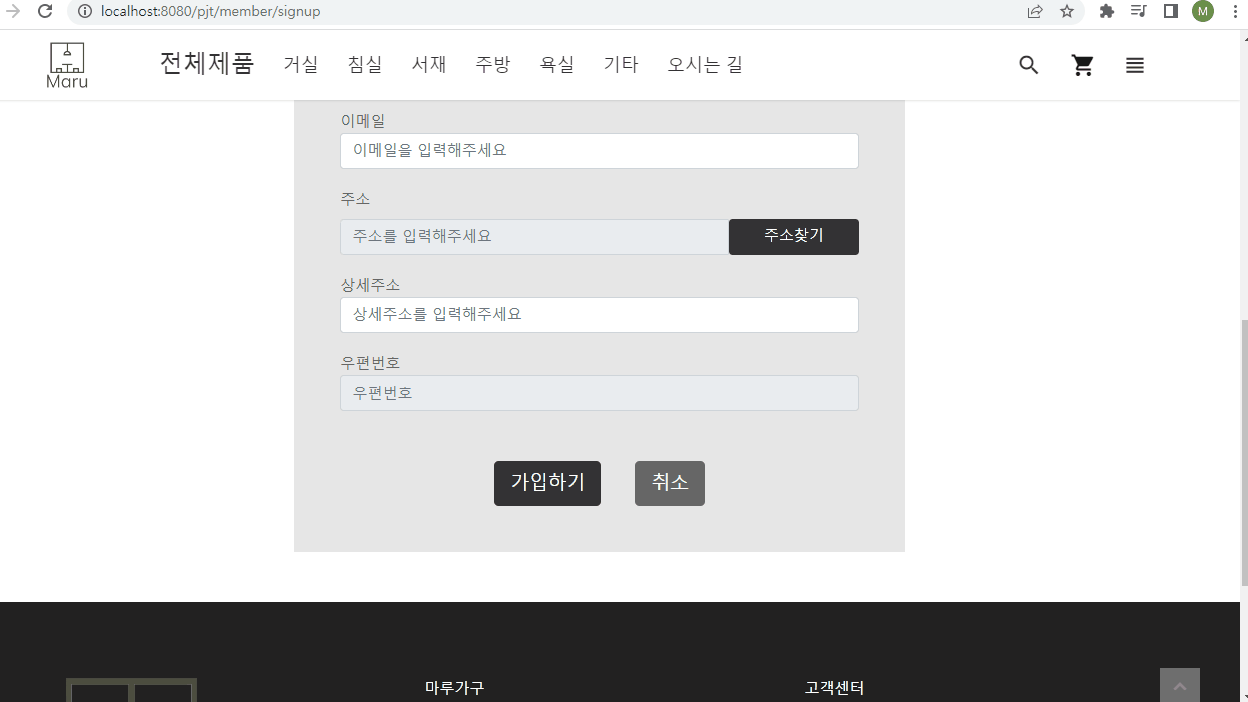 localhost:8080/pjt/member/signup
M
Maru
전체제품 거실 침실 서재 주방 욕실 기타 오시는 길
이메일
이메일을 입력해주세요
주소
주소를 입력해주세요 주소찾기
상세주소
상세주소를 입력해주세요
우편번호
우편번호
가입하기 취소
마루가구 고객센터